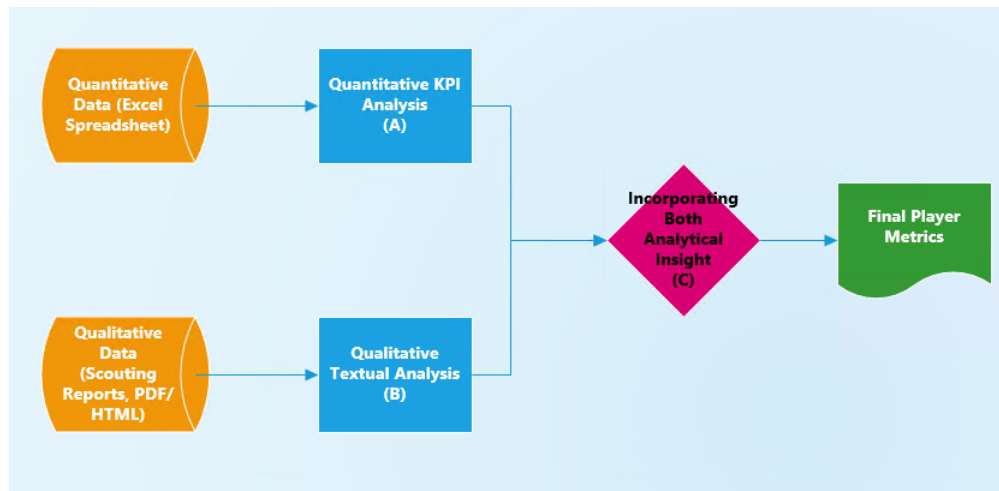 Quantitative
Data (Excel
Spreadsheet)
Quantitative KPI
Analysis
(A)
Incorporating
Both
Analytical
Insight
(C)
Final Player
Metrics
Qualitative
Data
(Scouting
Reports, PDF/
HTML)
Qualitative
Textual Analysis
(B)